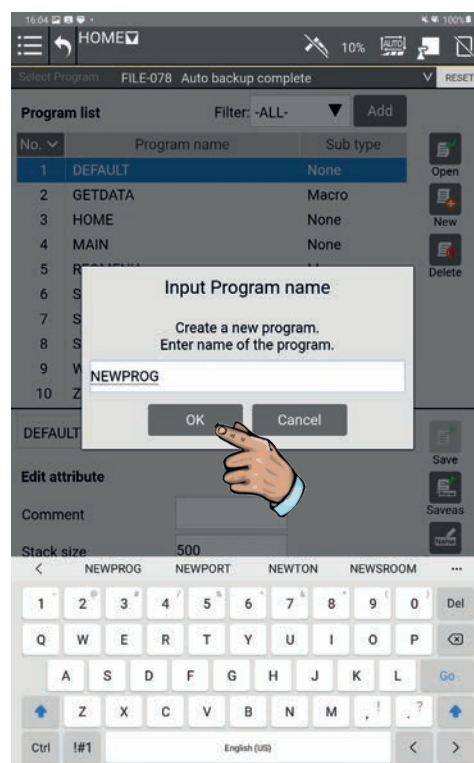 16:04 100%
HOME 10% AUTO
Select Program FILE-078 Auto backup complete RESET
Program list Filter: -ALL- Add
No. Program name Sub type
1 DEFAULT None
2 GETDATA Macro
3 HOME None
4 MAIN None
5
6 S
7 S
8 S
9 W
10 Z
Open
New
Delete
Input Program name
Create a new program.
Enter name of the program.
NEWPROG
OK Cancel
DEFAULT
Save
Edit attribute
Comment
Saveas
Stack size 500
< NEWPROG NEWPORT NEWTON NEWSROOM ...
1 2 3 4 5 6 7 8 9 0 Del
Q W E R T Y U I O P
A S D F G H J K L Go
Z X C V B N M , ! . ?
Ctrl !#1 English (US) < >